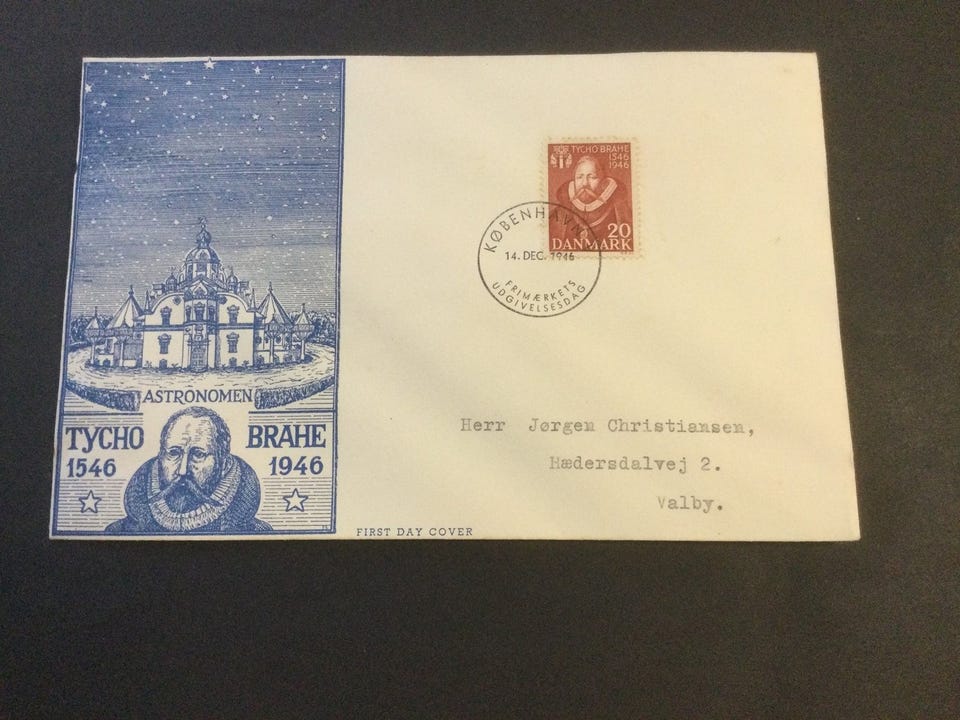 ASTRONOMEN
TYCHO BRAHE
1546 1946
FIRST DAY COVER
TYCHO BRAHE
1546
1946
20
DANMARK
KØBENHAVN
14. DEC. 1946
FRIMÆRKETS
UDGIVELSESDAG
Herr Jørgen Christiansen,
Hædersdalvej 2.
Valby.